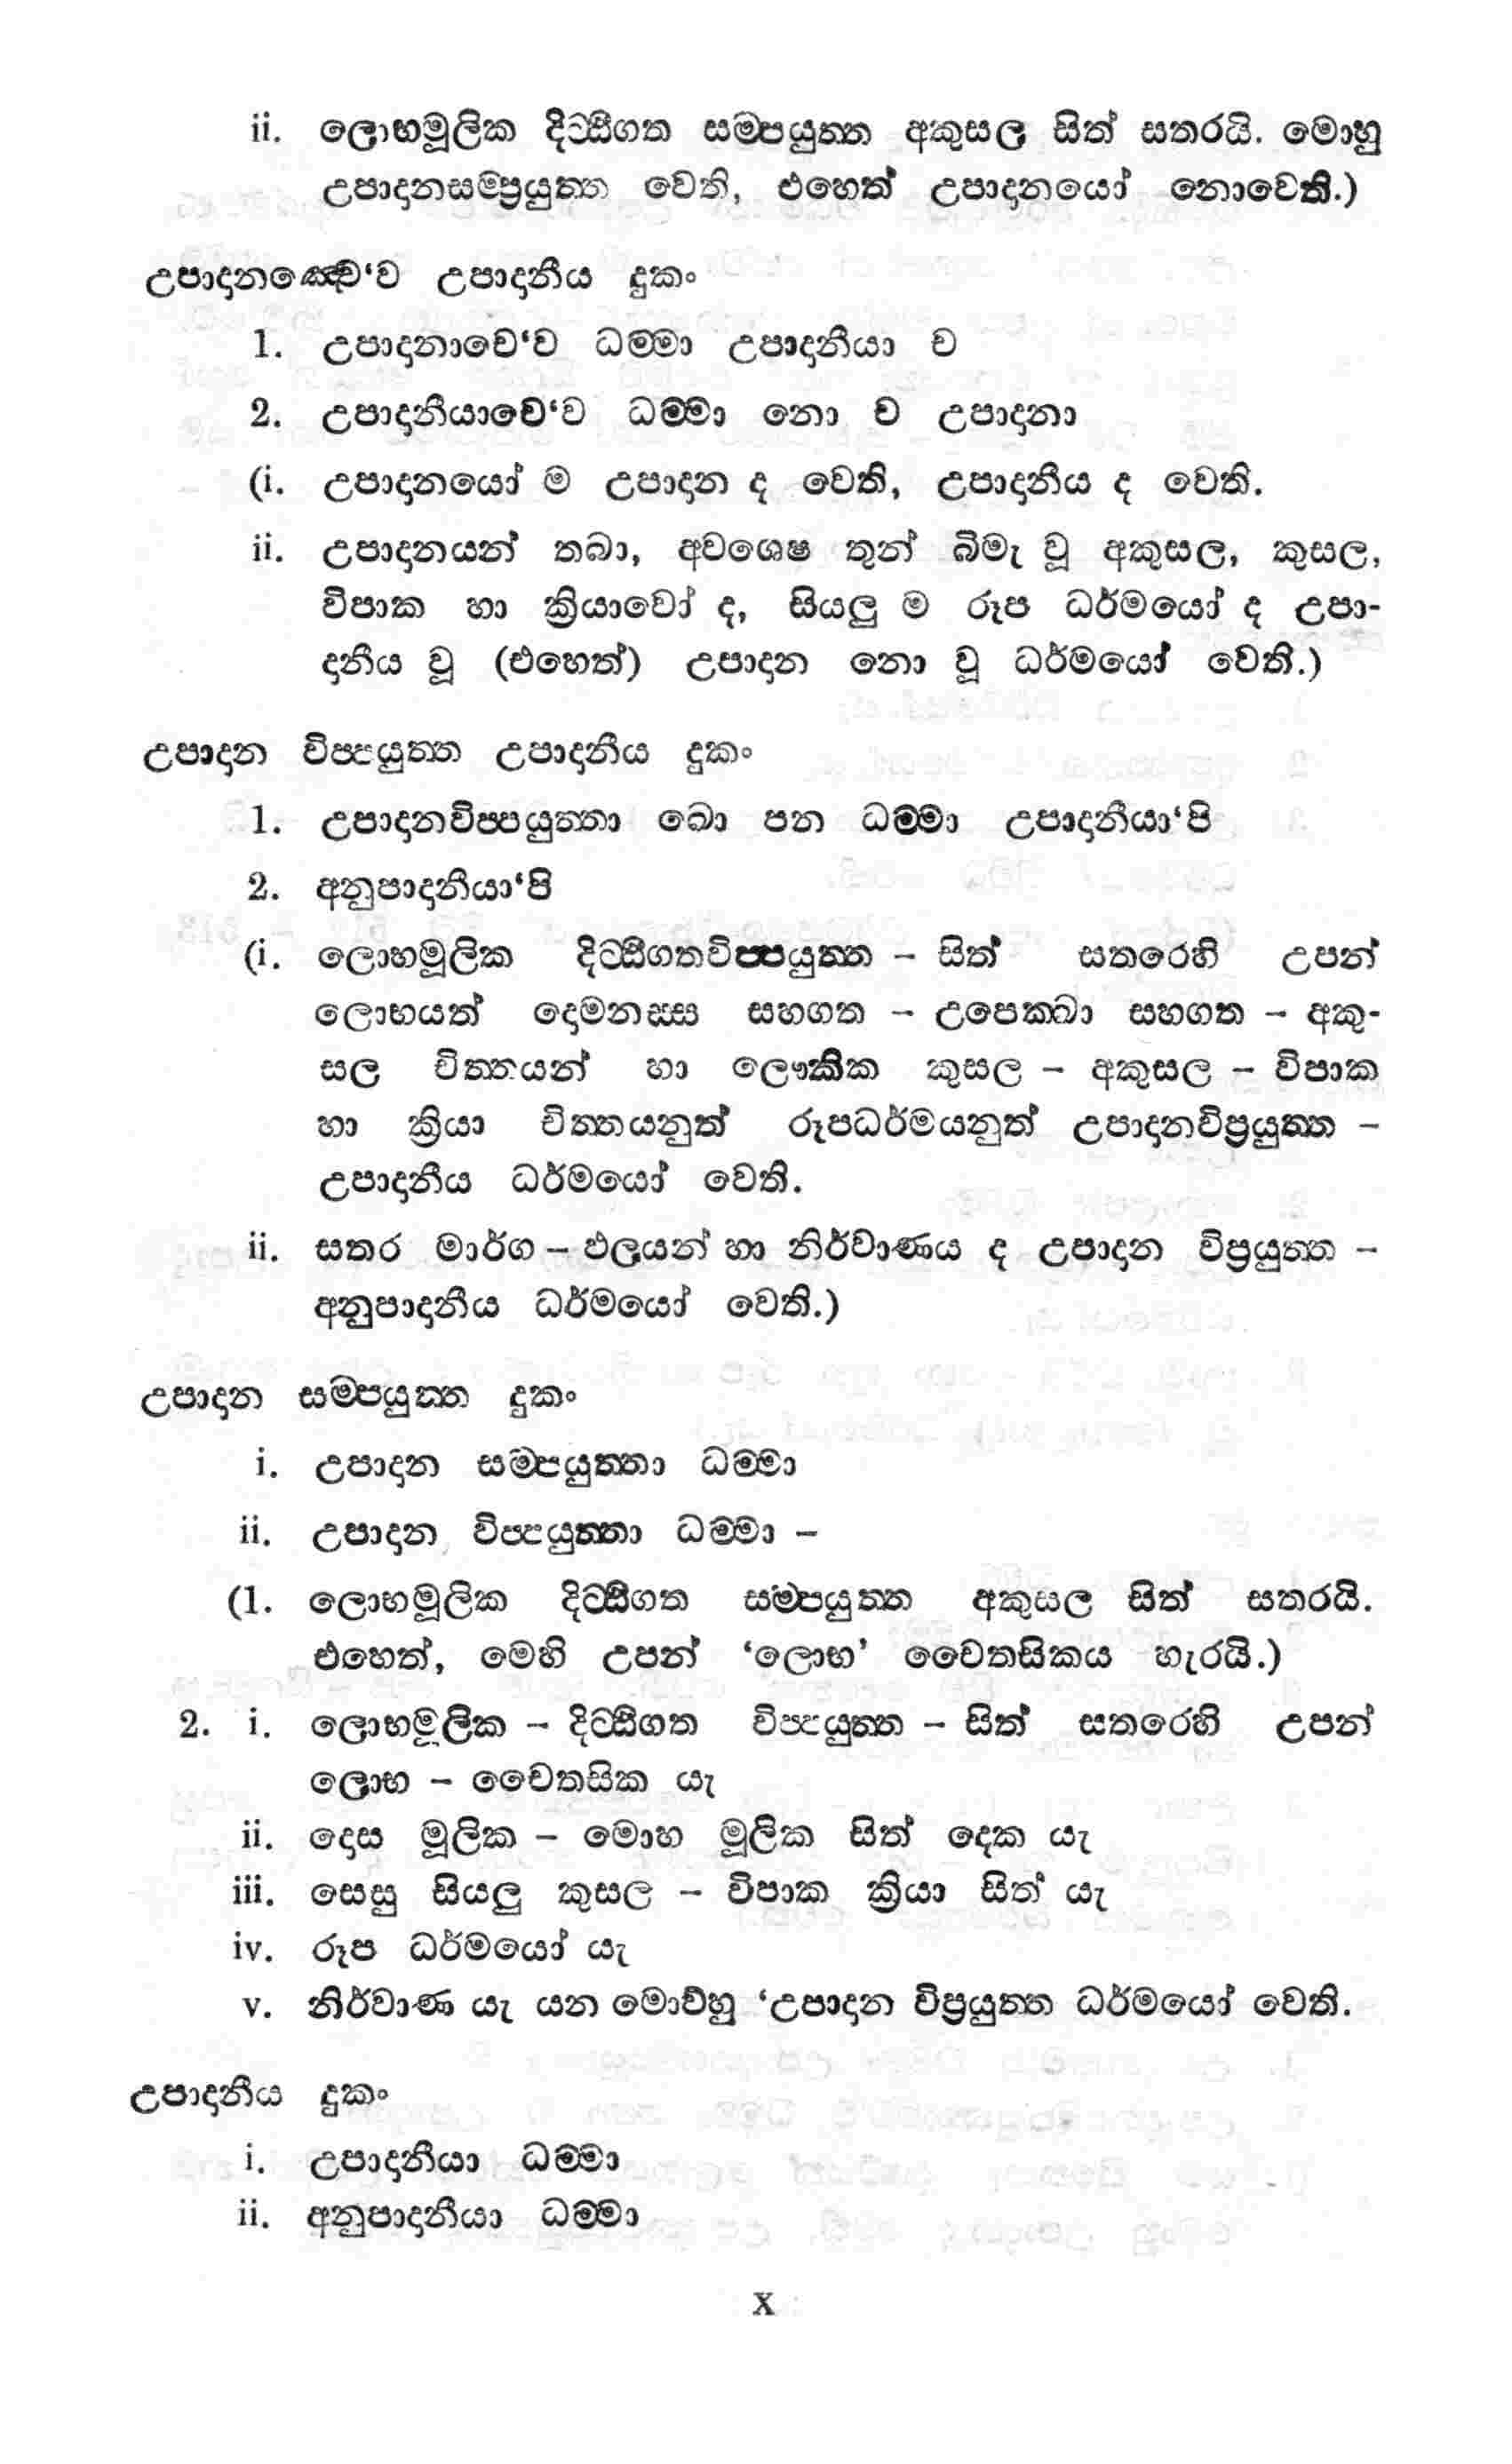 ii. ලොභමූලික දිට්ඨිගත සම්පයුත්ත අකුසල සිත් සතරයි. මොහු
උපාදානසම්ප්‍රයුත්ත වෙති, එහෙත් උපාදානයෝ නොවෙති.)
උපාදානඤ්චෙ‘ව උපාදානීය දුකං
1. උපාදානාචෙ‘ව ධම්මා උපාදානීයා ච
2. උපාදානීයාචෙ‘ව ධම්මා නො ච උපාදානා
(i. උපාදානයෝ ම උපාදාන ද වෙති, උපාදානීය ද වෙති.
ii. උපාදානයන් තබා, අවශෙෂ තුන් බිමැ වූ අකුසල, කුසල,
විපාක හා ක්‍රියාවෝ ද, සියලු ම රූප ධර්මයෝ ද උපා-
දානීය වූ (එහෙත්) උපාදාන නො වූ ධර්මයෝ වෙති.)
උපාදාන විප්පයුත්ත උපාදානීය දුකං
1. උපාදානවිප්පයුත්තා ඛො පන ධම්මා උපාදානීයා‘පි
2. අනුපාදානීයා‘පි
(i. ලොභමූලික දිට්ඨිගතවිප්පයුත්ත – සිත් සතරෙහි උපන්
ලොභයත් දොමනස්ස සහගත – උපෙක්ඛා සහගත – අකු-
සල චිත්තයන් හා ලෞකික කුසල – අකුසල – විපාක
හා ක්‍රියා චිත්තයනුත් රූපධර්මයනුත් උපාදානවිප්‍රයුත්ත –
උපාදානීය ධර්මයෝ වෙති.
ii. සතර මාර්ග – ඵලයන් හා නිර්වාණය ද උපාදාන විප්‍රයුත්ත –
අනුපාදානීය ධර්මයෝ වෙති.)
උපාදාන සම්පයුත්ත දුකං
i. උපාදාන සම්පයුත්තා ධම්මා
ii. උපාදාන විප්පයුත්තා ධම්මා –
(1. ලොභමූලික දිට්ඨිගත සම්පයුත්ත අකුසල සිත් සතරයි.
එහෙත්, මෙහි උපන් ‘ලොභ’ චෛතසිකය හැරයි.)
2. i. ලොභමූලික – දිට්ඨිගත විප්පයුත්ත – සිත් සතරෙහි උපන්
ලොභ – චෛතසික යැ
ii. දොස මූලික – මොහ මූලික සිත් දෙක යැ
iii. සෙසු සියලු කුසල – විපාක ක්‍රියා සිත් යැ
iv. රූප ධර්මයෝ යැ
v. නිර්වාණ යැ යන මොව්හු ‘උපාදාන විප්‍රයුත්ත ධර්මයෝ වෙති.
උපාදානීය දුකං
i. උපාදානීයා ධම්මා
ii. අනුපාදානීයා ධම්මා
X